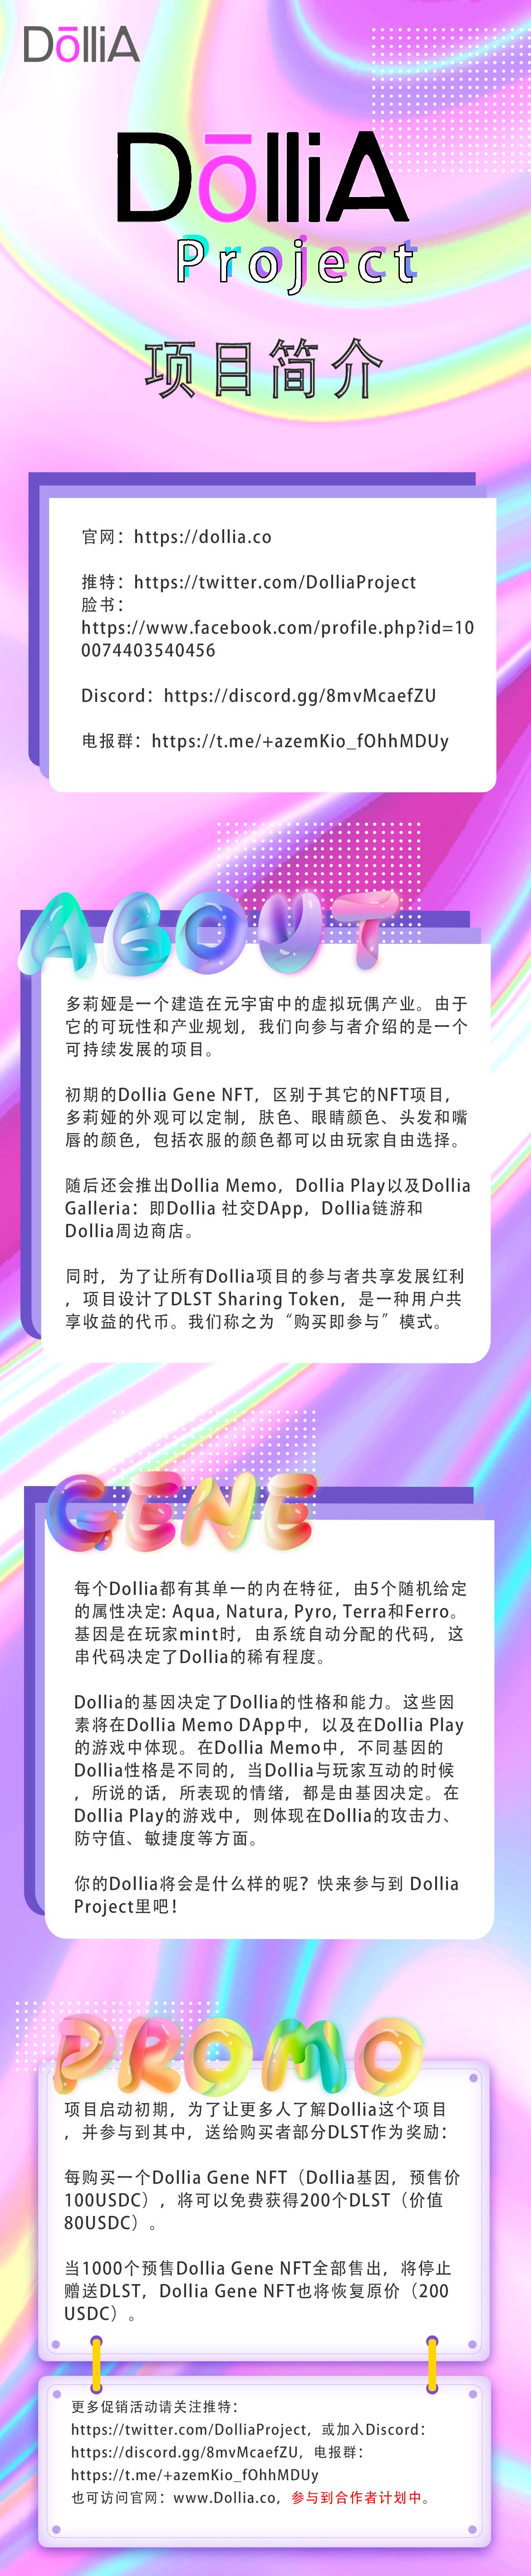 DōlliA
DōlliA
Project
项目简介
官网：https://dollia.co
推特：https://twitter.com/DolliaProject
脸书：
https://www.facebook.com/profile.php?id=10
0074403540456
Discord：https://discord.gg/8mvMcaefZU
电报群：https://t.me/+azemKio_fOhhMDUy
ABOUT
多莉娅是一个建造在元宇宙中的虚拟玩偶产业。由于
它的可玩性和产业规划，我们向参与者介绍的是一个
可持续发展的项目。
初期的Dollia Gene NFT，区别于其它的NFT项目，
多莉娅的外观可以定制，肤色、眼睛颜色、头发和嘴
唇的颜色，包括衣服的颜色都可以由玩家自由选择。
随后还会推出Dollia Memo，Dollia Play以及Dollia
Galleria：即Dollia 社交DApp，Dollia链游和
Dollia周边商店。
同时，为了让所有Dollia项目的参与者共享发展红利
，项目设计了DLST Sharing Token，是一种用户共
享收益的代币。我们称之为“购买即参与”模式。
GENE
每个Dollia都有其单一的内在特征，由5个随机给定
的属性决定: Aqua, Natura, Pyro, Terra和Ferro。
基因是在玩家mint时，由系统自动分配的代码，这
串代码决定了Dollia的稀有程度。
Dollia的基因决定了Dollia的性格和能力。这些因
素将在Dollia Memo DApp中，以及在Dollia Play
的游戏中体现。在Dollia Memo中，不同基因的
Dollia性格是不同的，当Dollia与玩家互动的时候
，所说的话，所表现的情绪，都是由基因决定。在
Dollia Play的游戏中，则体现在Dollia的攻击力、
防守值、敏捷度等方面。
你的Dollia将会是什么样的呢？快来参与到 Dollia
Project里吧！
PROMO
项目启动初期，为了让更多人了解Dollia这个项目
，并参与到其中，送给购买者部分DLST作为奖励：
每购买一个Dollia Gene NFT（Dollia基因，预售价
100USDC），将可以免费获得200个DLST（价值
80USDC）。
当1000个预售Dollia Gene NFT全部售出，将停止
赠送DLST，Dollia Gene NFT也将恢复原价（200
USDC）。
更多促销活动请关注推特：
https://twitter.com/DolliaProject，或加入Discord：
https://discord.gg/8mvMcaefZU，电报群：
https://t.me/+azemKio_fOhhMDUy
也可访问官网：www.Dollia.co，参与到合作者计划中。